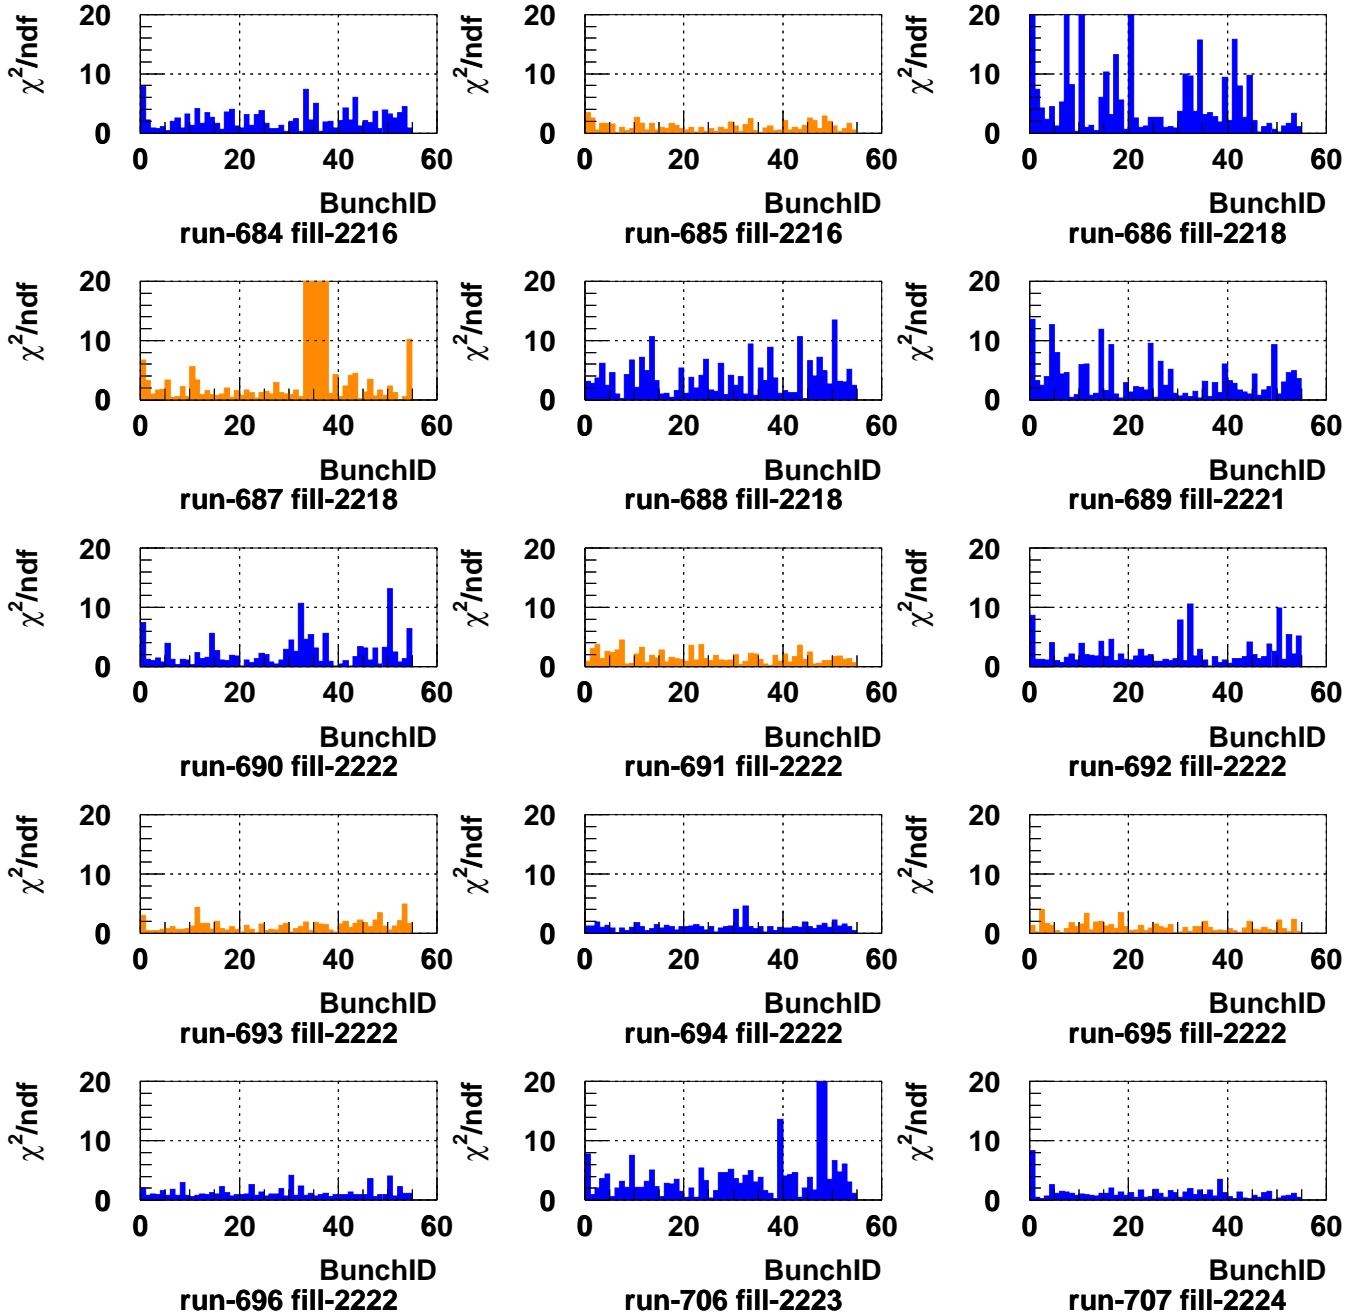 χ²/ndf 20 10 0 0 20 40 60 BunchID
χ²/ndf 20 10 0 0 20 40 60 BunchID
χ²/ndf 20 10 0 0 20 40 60 BunchID
run-684 fill-2216
run-685 fill-2216
run-686 fill-2218
χ²/ndf 20 10 0 0 20 40 60 BunchID
χ²/ndf 20 10 0 0 20 40 60 BunchID
χ²/ndf 20 10 0 0 20 40 60 BunchID
run-687 fill-2218
run-688 fill-2218
run-689 fill-2221
χ²/ndf 20 10 0 0 20 40 60 BunchID
χ²/ndf 20 10 0 0 20 40 60 BunchID
χ²/ndf 20 10 0 0 20 40 60 BunchID
run-690 fill-2222
run-691 fill-2222
run-692 fill-2222
χ²/ndf 20 10 0 0 20 40 60 BunchID
χ²/ndf 20 10 0 0 20 40 60 BunchID
χ²/ndf 20 10 0 0 20 40 60 BunchID
run-693 fill-2222
run-694 fill-2222
run-695 fill-2222
χ²/ndf 20 10 0 0 20 40 60 BunchID
χ²/ndf 20 10 0 0 20 40 60 BunchID
χ²/ndf 20 10 0 0 20 40 60 BunchID
run-696 fill-2222
run-706 fill-2223
run-707 fill-2224